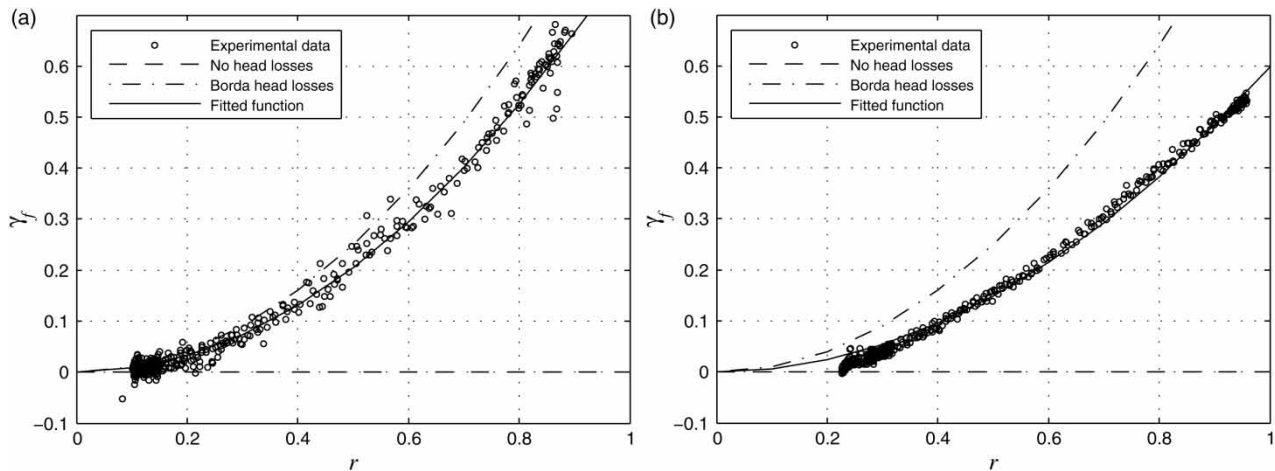 (a)
Experimental data
No head losses
Borda head losses
Fitted function
0.6
0.5
0.4
0.3
0.2
0.1
0
−0.1
γf
0 0.2 0.4 0.6 0.8 1
r
(b)
Experimental data
No head losses
Borda head losses
Fitted function
0.6
0.5
0.4
0.3
0.2
0.1
0
−0.1
γf
0 0.2 0.4 0.6 0.8 1
r